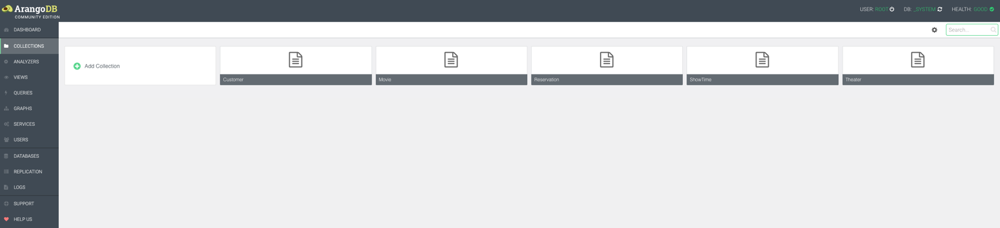 ArangoDB
COMMUNITY EDITION
USER: ROOT
DB: _SYSTEM
HEALTH: GOOD
DASHBOARD
COLLECTIONS
ANALYZERS
VIEWS
QUERIES
GRAPHS
SERVICES
USERS
DATABASES
REPLICATION
LOGS
SUPPORT
HELP US
Search...
Add Collection
Customer
Movie
Reservation
ShowTime
Theater